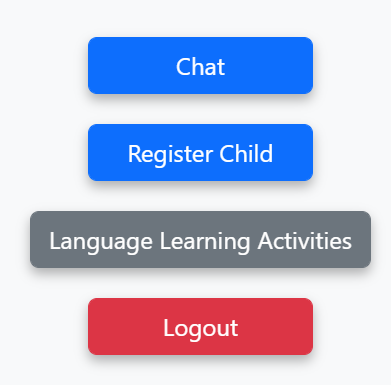 Chat
Register Child
Language Learning Activities
Logout